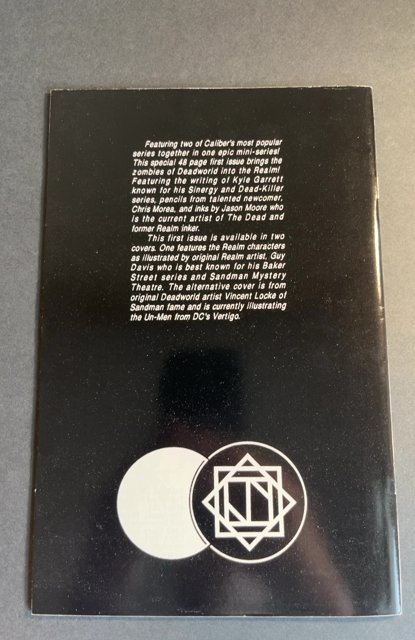 Featuring two of Caliber's most popular
series together in one epic mini-series!
This special 48 page first issue brings the
zombies of Deadworld into the Realm!
Featuring the writing of Kyle Garrett
known for his Sinergy and Dead-Killer
series, pencils from talented newcomer,
Chris Morea, and inks by Jason Moore who
is the current artist of The Dead and
former Realm inker.
This first issue is available in two
covers. One features the Realm characters
as illustrated by original Realm artist, Guy
Davis who is best known for his Baker
Street series and Sandman Mystery
Theatre. The alternative cover is from
original Deadworld artist Vincent Locke of
Sandman fame and is currently illustrating
the Un-Men from DC's Vertigo.